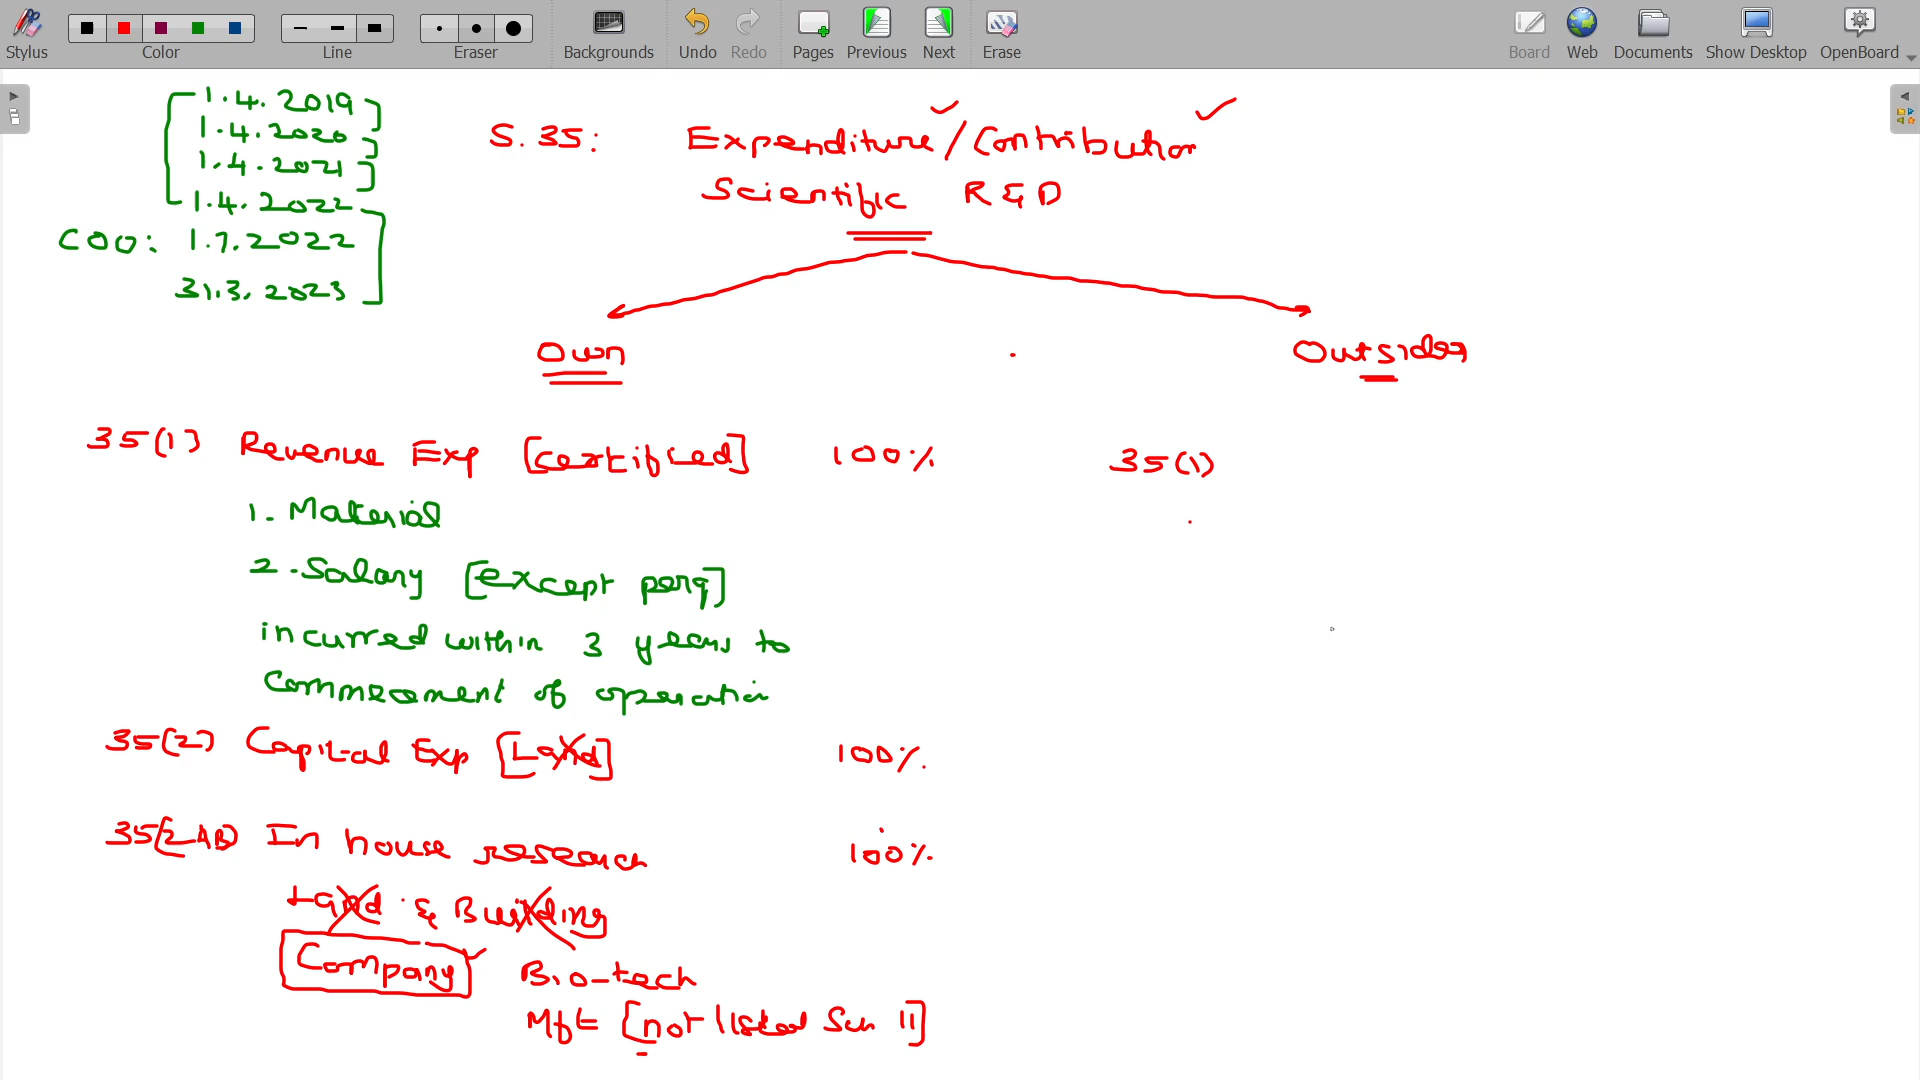 Stylus Color Line Eraser Backgrounds Undo Redo Pages Previous Next Erase Board Web Documents Show Desktop OpenBoard
1.4.2019
1.4.2020
1.4.2021
1.4.2022
COO: 1.7.2022
31.3.2023
S.35: Expenditure/Contribution
Scientific R&D
Own Outsider
35(1) Revenue Exp [certified] 100% 35(1)
1. Material
2. Salary [except perq]
incurred within 3 years to
Commecement of operation
35(2) Capital Exp [Land] 100%
35(2AB) In house research 100%
Land & Building
Company Bio-tech
Mft [not listed Sch 11]